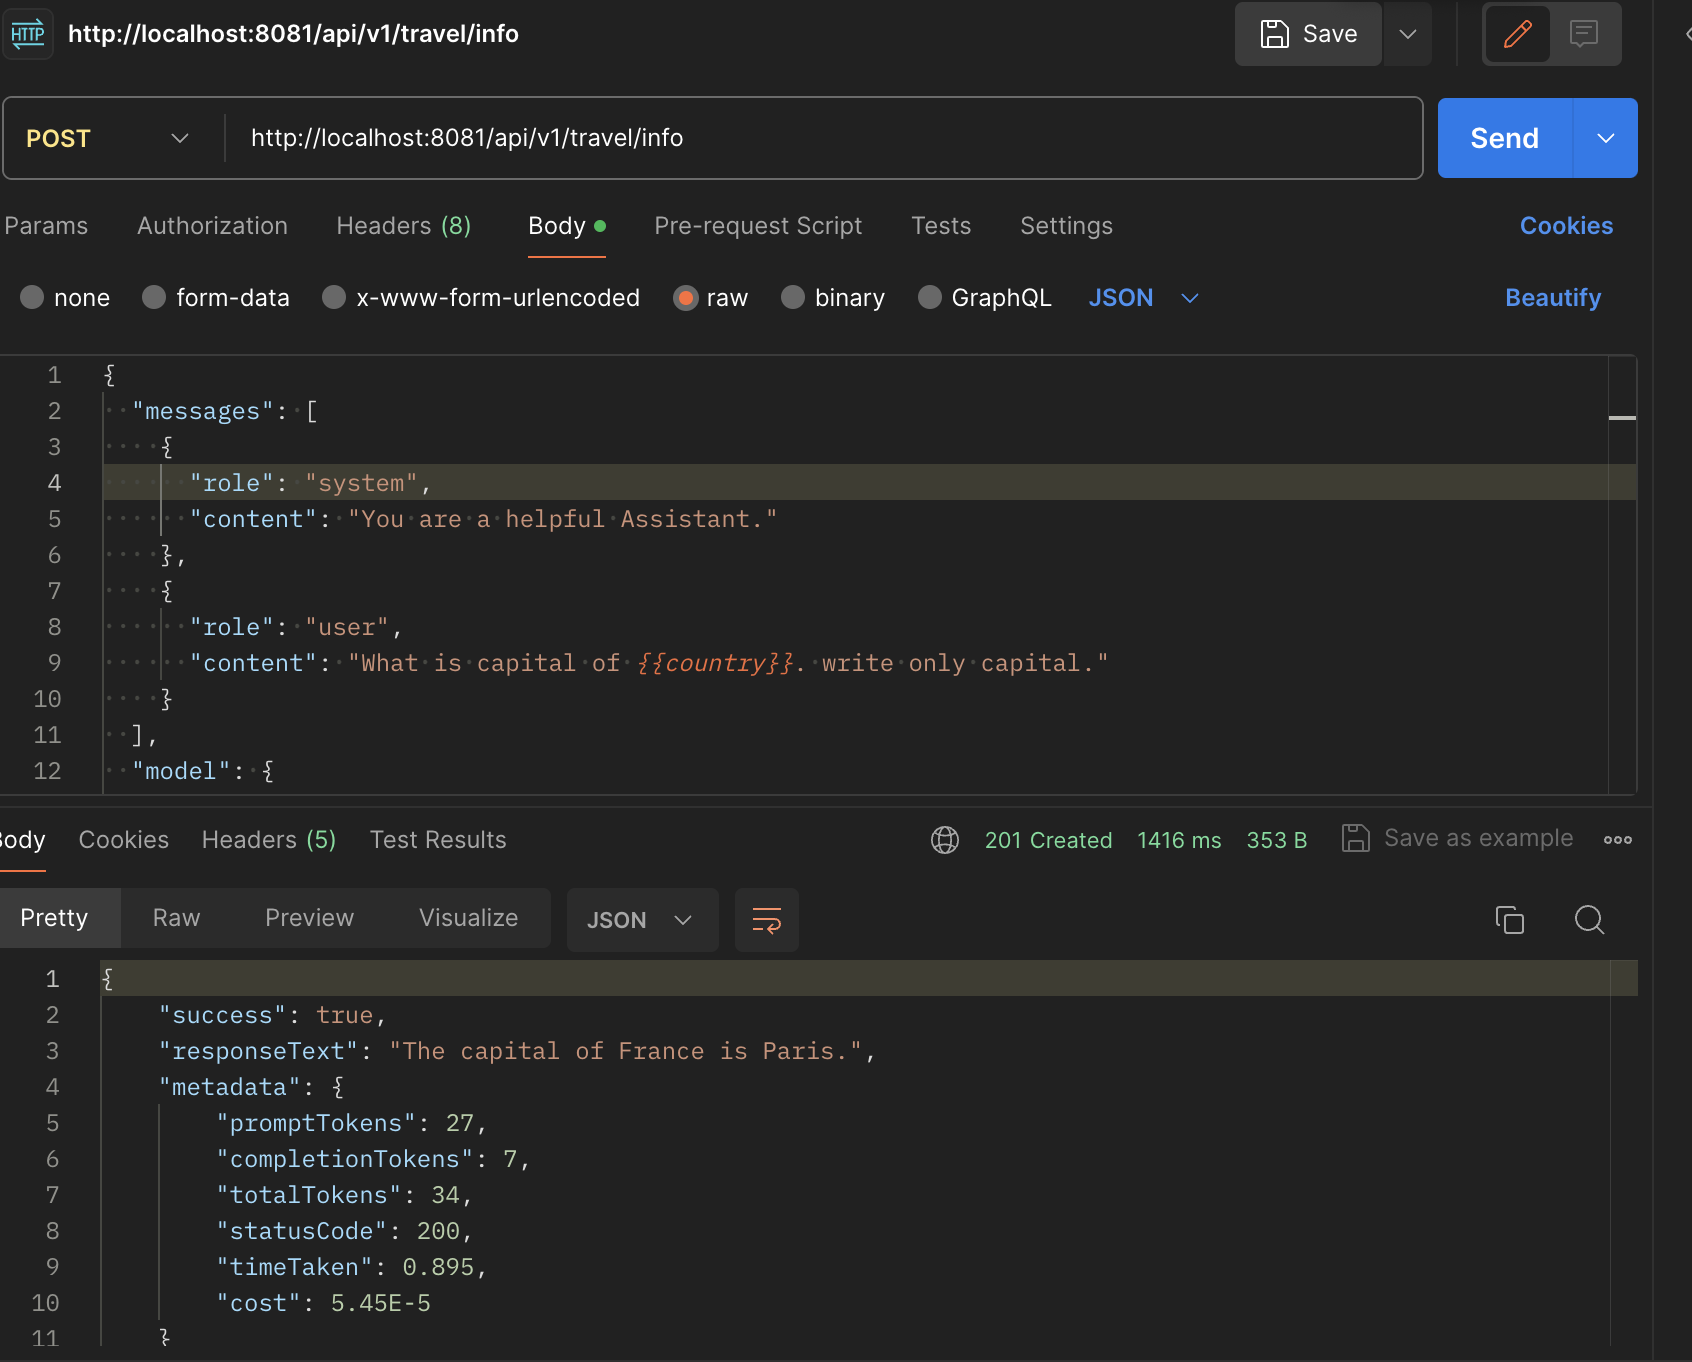 HTTP http://localhost:8081/api/v1/travel/info Save
POST http://localhost:8081/api/v1/travel/info Send
Params Authorization Headers (8) Body Pre-request Script Tests Settings Cookies
none form-data x-www-form-urlencoded raw binary GraphQL JSON Beautify
1 {
2 "messages": [
3 {
4 "role": "system",
5 "content": "You are a helpful Assistant."
6 },
7 {
8 "role": "user",
9 "content": "What is capital of {{country}}. write only capital."
10 }
11 ],
12 "model": {
Body Cookies Headers (5) Test Results 201 Created 1416 ms 353 B Save as example
Pretty Raw Preview Visualize JSON
1 {
2 "success": true,
3 "responseText": "The capital of France is Paris.",
4 "metadata": {
5 "promptTokens": 27,
6 "completionTokens": 7,
7 "totalTokens": 34,
8 "statusCode": 200,
9 "timeTaken": 0.895,
10 "cost": 5.45E-5
11 }